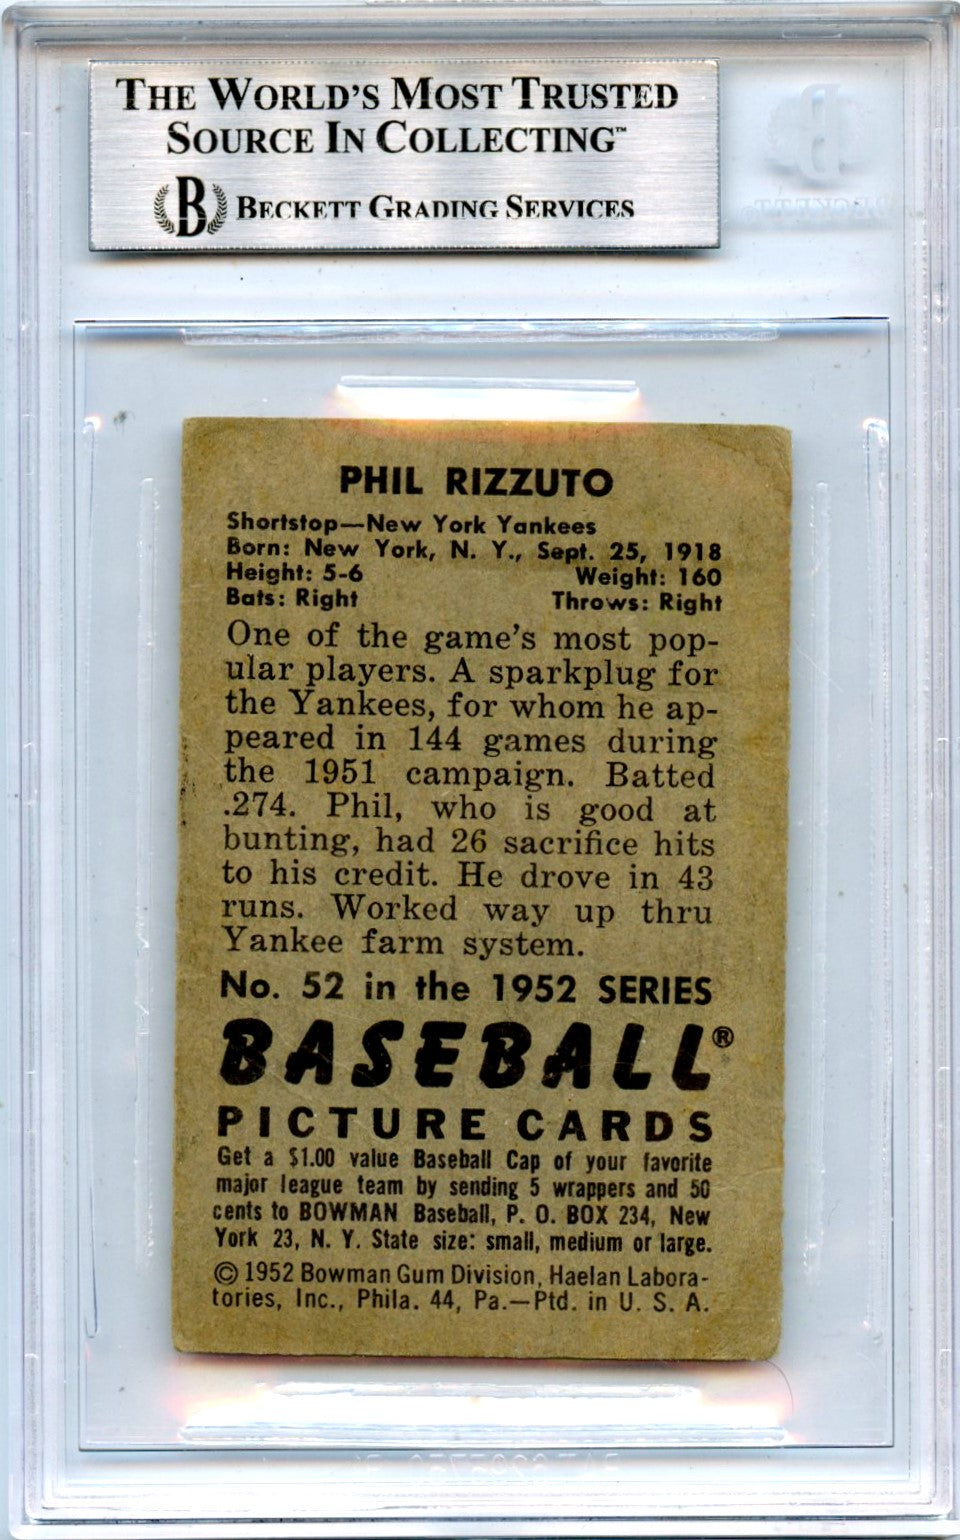 THE WORLD'S MOST TRUSTED
SOURCE IN COLLECTING™
B BECKETT GRADING SERVICES
PHIL RIZZUTO
Shortstop—New York Yankees
Born: New York, N. Y., Sept. 25, 1918
Height: 5-6 Weight: 160
Bats: Right Throws: Right
One of the game's most pop-
ular players. A sparkplug for
the Yankees, for whom he ap-
peared in 144 games during
the 1951 campaign. Batted
.274. Phil, who is good at
bunting, had 26 sacrifice hits
to his credit. He drove in 43
runs. Worked way up thru
Yankee farm system.
No. 52 in the 1952 SERIES
BASEBALL®
PICTURE CARDS
Get a $1.00 value Baseball Cap of your favorite
major league team by sending 5 wrappers and 50
cents to BOWMAN Baseball, P. O. BOX 234, New
York 23, N. Y. State size: small, medium or large.
© 1952 Bowman Gum Division, Haelan Labora-
tories, Inc., Phila. 44, Pa.—Ptd. in U. S. A.